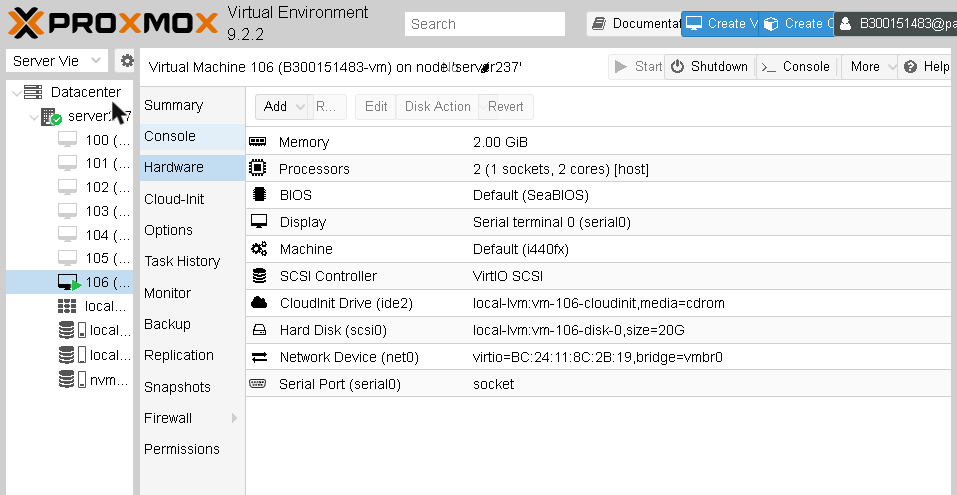 PROXMOX Virtual Environment
9.2.2
Search
Documentat
Create V
Create C
B300151483@pa
Server Vie
Virtual Machine 106 (B300151483-vm) on node 'server237'
Start
Shutdown
Console
More
Help
Datacenter
server237
100 (...
101 (...
102 (...
103 (...
104 (...
105 (...
106 (...
local...
local...
local...
nvm...
Summary
Console
Hardware
Cloud-Init
Options
Task History
Monitor
Backup
Replication
Snapshots
Firewall
Permissions
Add R... Edit Disk Action Revert
Memory 2.00 GiB
Processors 2 (1 sockets, 2 cores) [host]
BIOS Default (SeaBIOS)
Display Serial terminal 0 (serial0)
Machine Default (i440fx)
SCSI Controller VirtIO SCSI
CloudInit Drive (ide2) local-lvm:vm-106-cloudinit,media=cdrom
Hard Disk (scsi0) local-lvm:vm-106-disk-0,size=20G
Network Device (net0) virtio=BC:24:11:8C:2B:19,bridge=vmbr0
Serial Port (serial0) socket